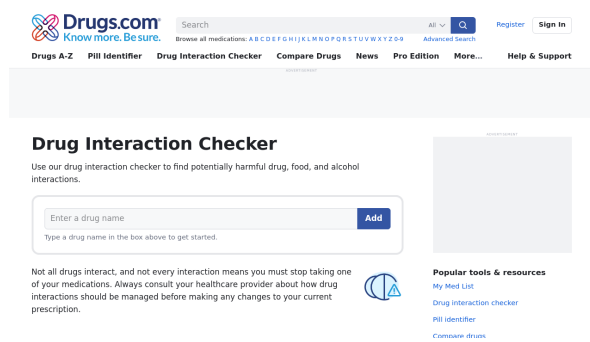 Drugs.com
Know more. Be sure.
Search
All
Register
Sign In
Browse all medications: A B C D E F G H I J K L M N O P Q R S T U V W X Y Z 0-9
Advanced Search
Drugs A-Z
Pill Identifier
Drug Interaction Checker
Compare Drugs
News
Pro Edition
More...
Help & Support
ADVERTISEMENT
Drug Interaction Checker
Use our drug interaction checker to find potentially harmful drug, food, and alcohol
interactions.
Enter a drug name
Add
Type a drug name in the box above to get started.
Not all drugs interact, and not every interaction means you must stop taking one
of your medications. Always consult your healthcare provider about how drug
interactions should be managed before making any changes to your current
prescription.
ADVERTISEMENT
Popular tools & resources
My Med List
Drug interaction checker
Pill identifier
Compare drugs